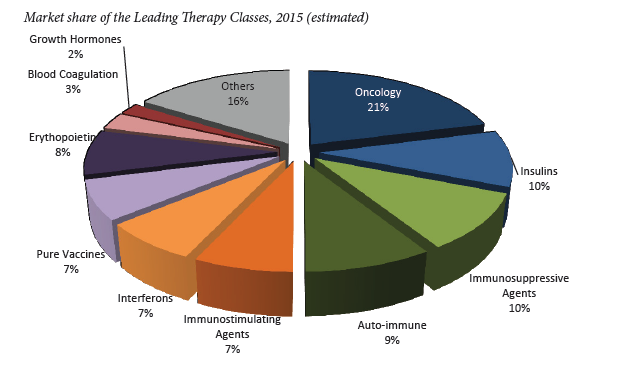 Market share of the Leading Therapy Classes, 2015 (estimated)
Growth Hormones
2%
Blood Coagulation
3%
Others
16%
Oncology
21%
Erythopoietin
8%
Insulins
10%
Pure Vaccines
7%
Immunosuppressive
Agents
10%
Interferons
7%
Immunostimulating
Agents
7%
Auto-immune
9%